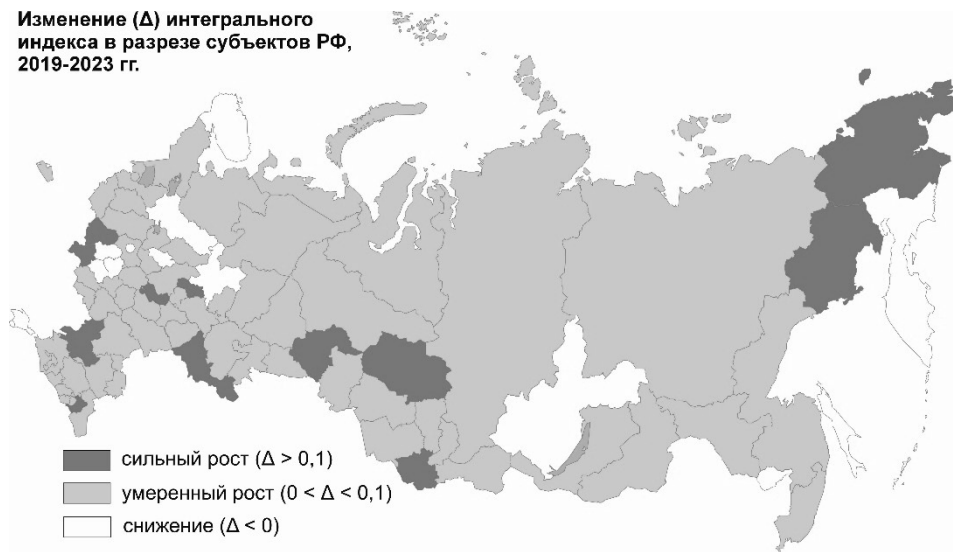 Изменение (Δ) интегрального
индекса в разрезе субъектов РФ,
2019-2023 гг.
сильный рост (Δ > 0,1)
умеренный рост (0 < Δ < 0,1)
снижение (Δ < 0)